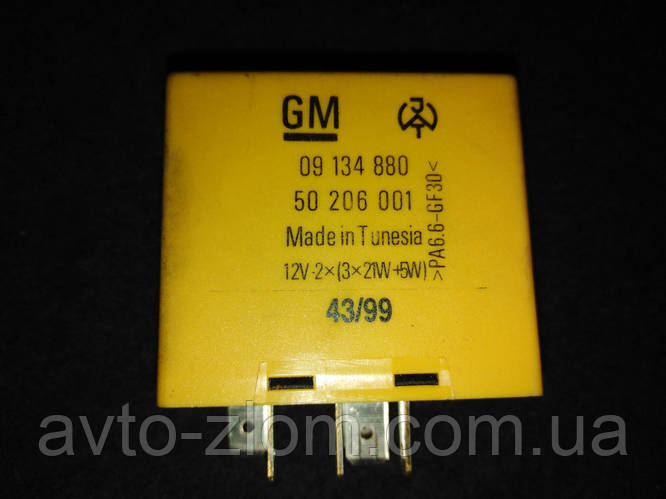 GM
09 134 880
50 206 001
Made in Tunesia
12V-2×(3×21W+5W)
>PA6.6-GF30<
43/99
avto-zlom.com.ua